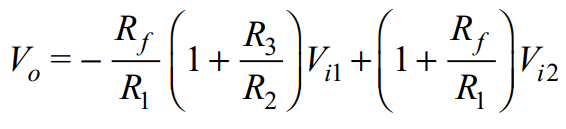 V_o = − \frac{R_f}{R_1} \left( 1 + \frac{R_3}{R_2} \right) V_{i1} + \left( 1 + \frac{R_f}{R_1} \right) V_{i2}